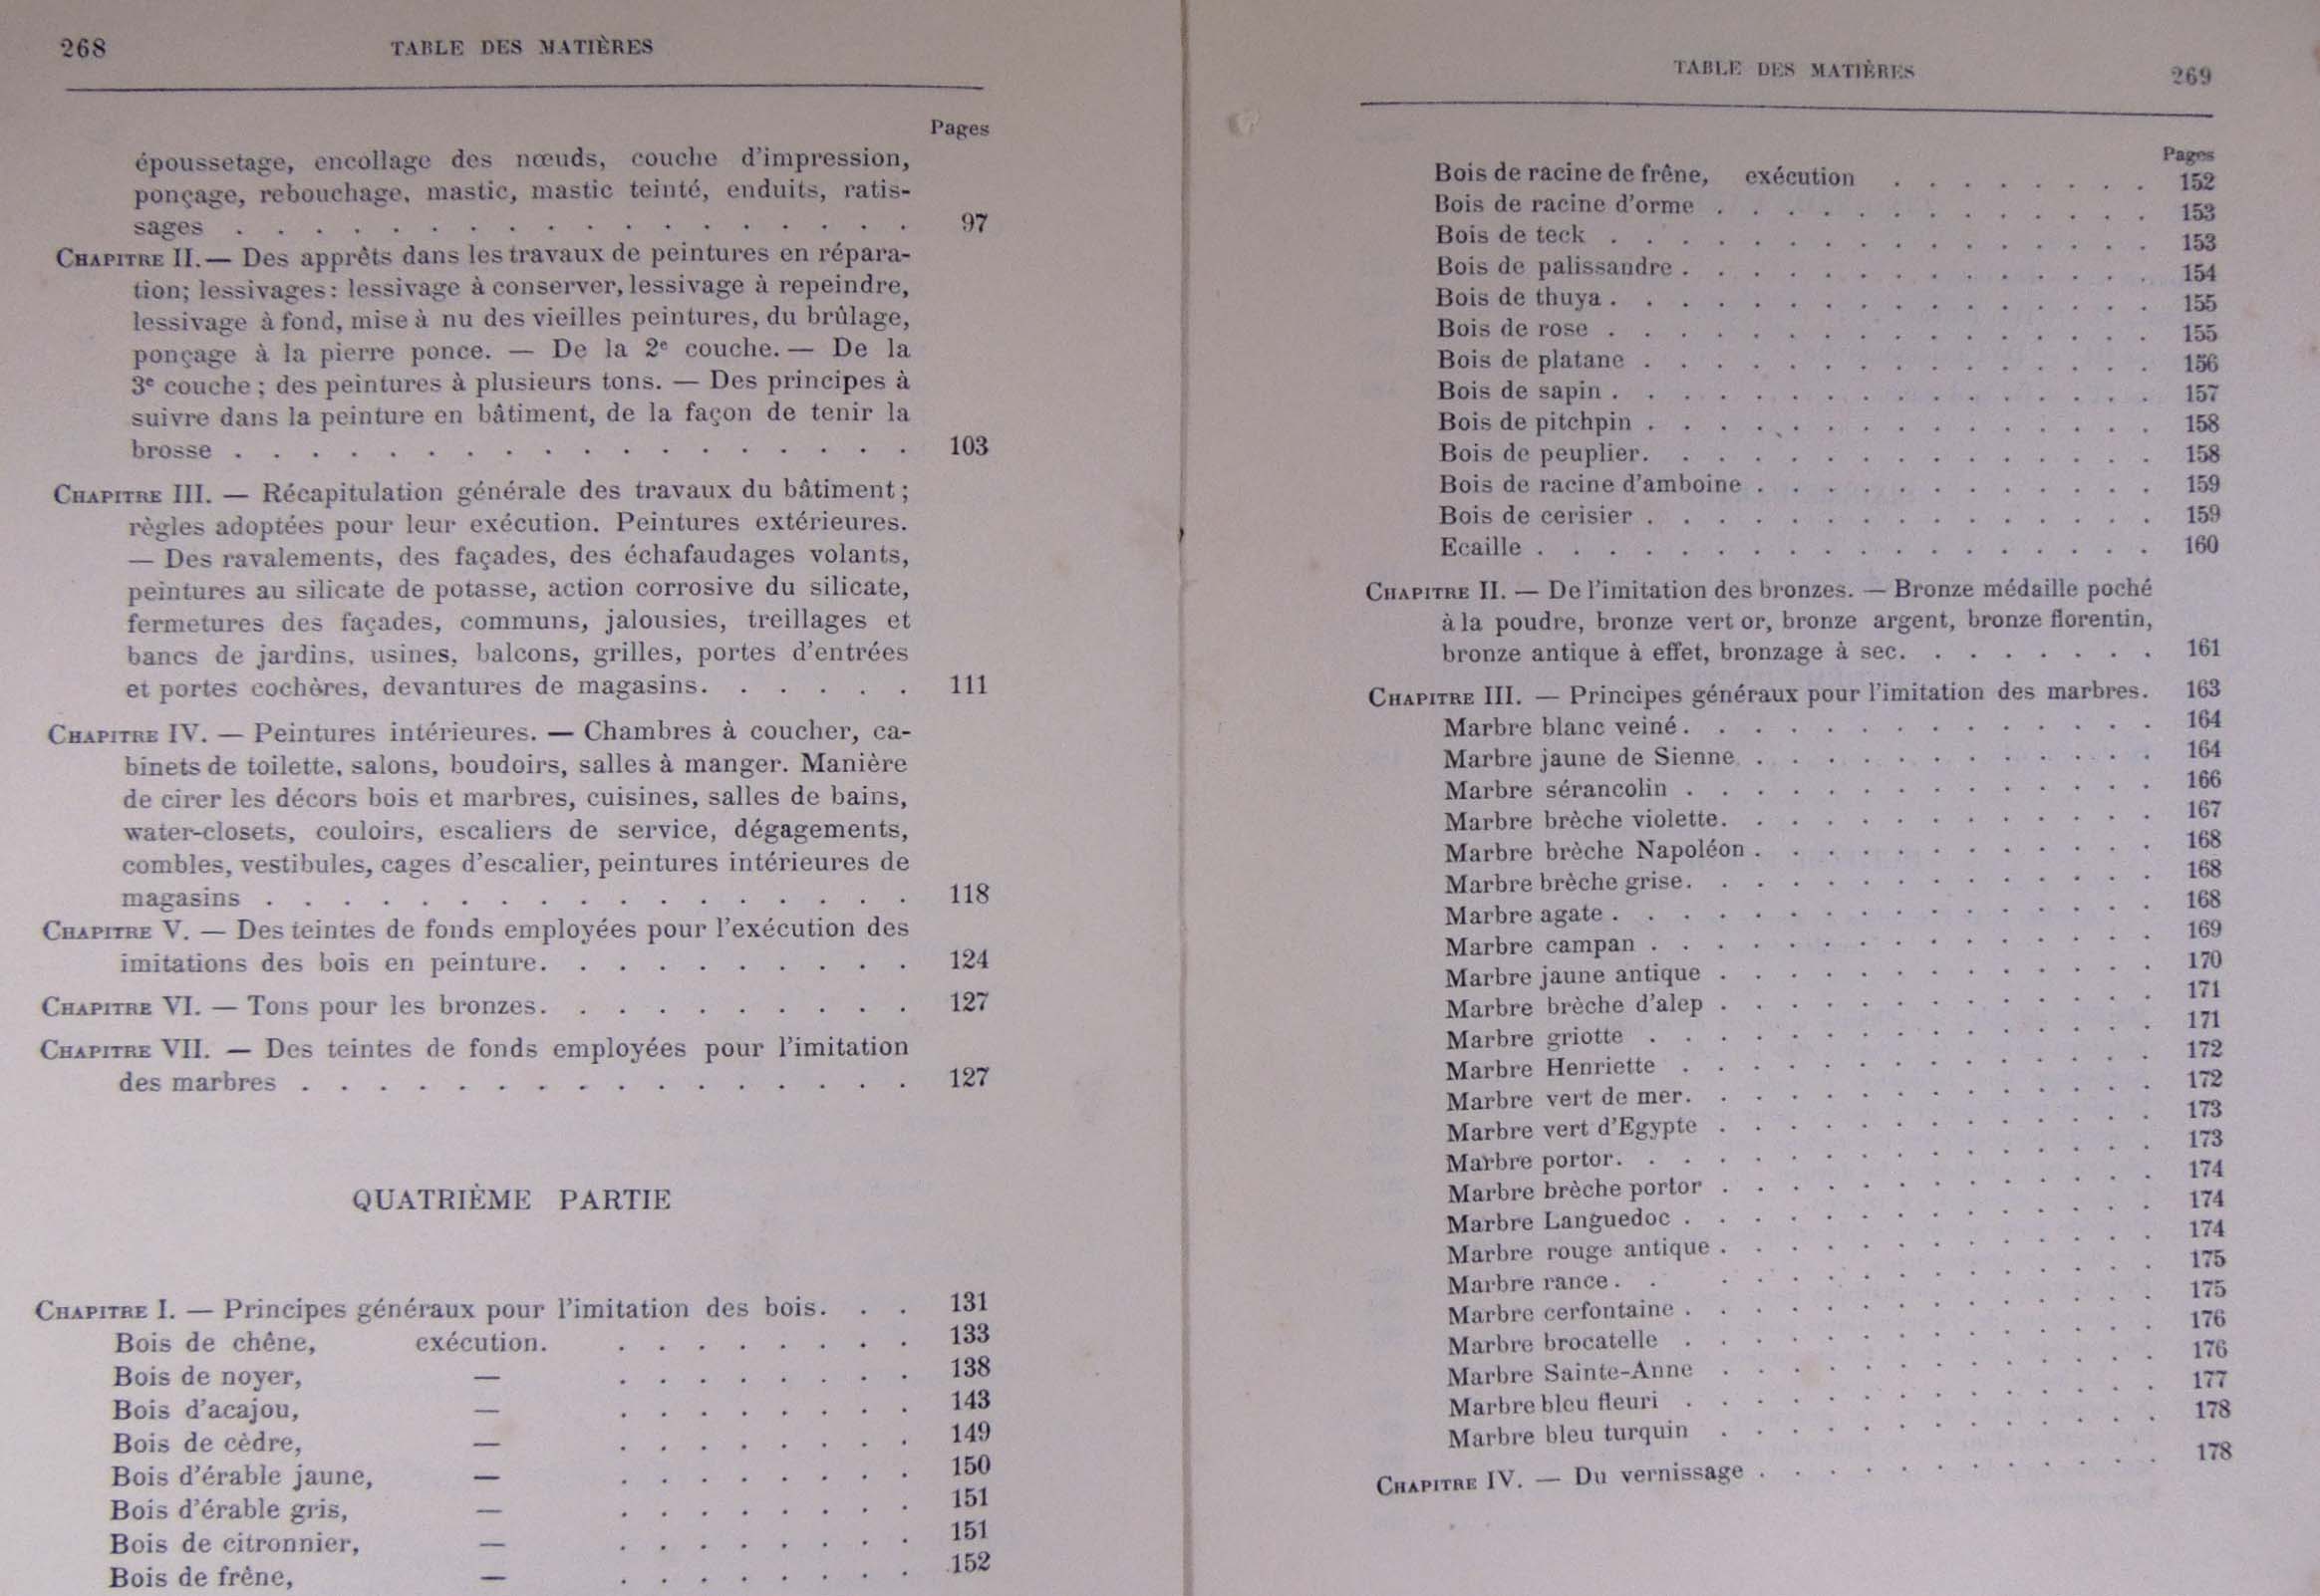 268 TABLE DES MATIÈRES
Pages
époussetage, encollage des nœuds, couche d'impression,
ponçage, rebouchage, mastic, mastic teinté, enduits, ratis-
sages . . . . . . . . . . . . . . . . . . 97
CHAPITRE II. — Des apprêts dans les travaux de peintures en répara-
tion; lessivages : lessivage à conserver, lessivage à repeindre,
lessivage à fond, mise à nu des vieilles peintures, du brûlage,
ponçage à la pierre ponce. — De la 2e couche. — De la
3e couche ; des peintures à plusieurs tons. — Des principes à
suivre dans la peinture en bâtiment, de la façon de tenir la
brosse . . . . . . . . . . . . . . . . . . 103
CHAPITRE III. — Récapitulation générale des travaux du bâtiment ;
règles adoptées pour leur exécution. Peintures extérieures.
— Des ravalements, des façades, des échafaudages volants,
peintures au silicate de potasse, action corrosive du silicate,
fermetures des façades, communs, jalousies, treillages et
bancs de jardins, usines, balcons, grilles, portes d'entrées
et portes cochères, devantures de magasins. . . . . . 111
CHAPITRE IV. — Peintures intérieures. — Chambres à coucher, ca-
binets de toilette, salons, boudoirs, salles à manger. Manière
de cirer les décors bois et marbres, cuisines, salles de bains,
water-closets, couloirs, escaliers de service, dégagements,
combles, vestibules, cages d'escalier, peintures intérieures de
magasins . . . . . . . . . . . . . . . . . 118
CHAPITRE V. — Des teintes de fonds employées pour l'exécution des
imitations des bois en peinture. . . . . . . . . . 124
CHAPITRE VI. — Tons pour les bronzes. . . . . . . . . . 127
CHAPITRE VII. — Des teintes de fonds employées pour l'imitation
des marbres . . . . . . . . . . . . . . . . 127
QUATRIÈME PARTIE
CHAPITRE I. — Principes généraux pour l'imitation des bois. . . 131
Bois de chêne, exécution. . . . . . . . . 133
Bois de noyer, — . . . . . . . . 138
Bois d'acajou, — . . . . . . . . 143
Bois de cèdre, — . . . . . . . . 149
Bois d'érable jaune, — . . . . . . . . 150
Bois d'érable gris, — . . . . . . . . 151
Bois de citronnier, — . . . . . . . . 151
Bois de frêne, — . . . . . . . . 152
TABLE DES MATIÈRES 269
Pages
Bois de racine de frêne, exécution . . . . . . . . 152
Bois de racine d'orme . . . . . . . . . . . . . 153
Bois de teck . . . . . . . . . . . . . . . . 153
Bois de palissandre . . . . . . . . . . . . . . 154
Bois de thuya . . . . . . . . . . . . . . . . 155
Bois de rose . . . . . . . . . . . . . . . . 155
Bois de platane . . . . . . . . . . . . . . . 156
Bois de sapin . . . . . . . . . . . . . . . . 157
Bois de pitchpin . . . . . . . . . . . . . . . 158
Bois de peuplier. . . . . . . . . . . . . . . 158
Bois de racine d'amboine . . . . . . . . . . . . 159
Bois de cerisier . . . . . . . . . . . . . . . 159
Ecaille . . . . . . . . . . . . . . . . . . 160
CHAPITRE II. — De l'imitation des bronzes. — Bronze médaille poché
à la poudre, bronze vert or, bronze argent, bronze florentin,
bronze antique à effet, bronzage à sec. . . . . . . . 161
CHAPITRE III. — Principes généraux pour l'imitation des marbres. 163
Marbre blanc veiné . . . . . . . . . . . . . . 164
Marbre jaune de Sienne . . . . . . . . . . . . 164
Marbre sérancolin . . . . . . . . . . . . . . 166
Marbre brèche violette. . . . . . . . . . . . . 167
Marbre brèche Napoléon . . . . . . . . . . . . 168
Marbre brèche grise. . . . . . . . . . . . . . 168
Marbre agate . . . . . . . . . . . . . . . . 168
Marbre campan . . . . . . . . . . . . . . . 169
Marbre jaune antique . . . . . . . . . . . . . 170
Marbre brèche d'alep . . . . . . . . . . . . . 171
Marbre griotte . . . . . . . . . . . . . . . 171
Marbre Henriette . . . . . . . . . . . . . . 172
Marbre vert de mer. . . . . . . . . . . . . . 172
Marbre vert d'Egypte . . . . . . . . . . . . . 173
Marbre portor. . . . . . . . . . . . . . . . 173
Marbre brèche portor . . . . . . . . . . . . . 174
Marbre Languedoc . . . . . . . . . . . . . . 174
Marbre rouge antique . . . . . . . . . . . . . 174
Marbre rance . . . . . . . . . . . . . . . 175
Marbre cerfontaine . . . . . . . . . . . . . . 175
Marbre brocatelle . . . . . . . . . . . . . . 176
Marbre Sainte-Anne . . . . . . . . . . . . . 176
Marbre bleu fleuri . . . . . . . . . . . . . . 177
Marbre bleu turquin . . . . . . . . . . . . . 178
CHAPITRE IV. — Du vernissage . . . . . . . . . . . . 178